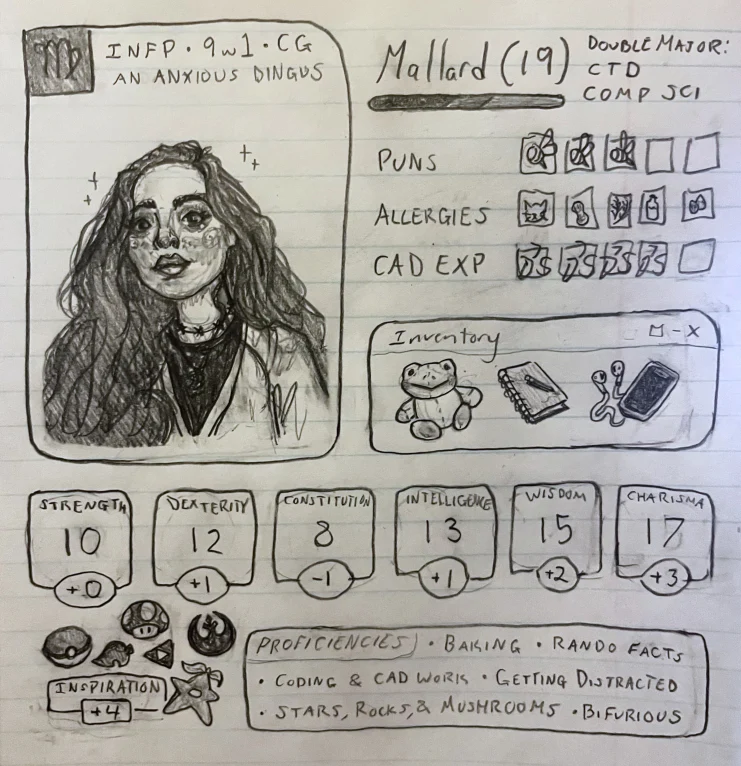 ♍ INFP · 9w1 · CG
AN ANXIOUS DINGUS
Mallard (19)
DOUBLE MAJOR:
CTD
COMP SCI
PUNS
ALLERGIES
CAD EXP
Inventory
STRENGTH
10
+0
DEXTERITY
12
+1
CONSTITUTION
8
-1
INTELLIGENCE
13
+1
WISDOM
15
+2
CHARISMA
17
+3
INSPIRATION
+4
PROFICIENCIES · BAKING · RANDO FACTS
· CODING & CAD WORK · GETTING DISTRACTED
· STARS, ROCKS, & MUSHROOMS · BIFURIOUS